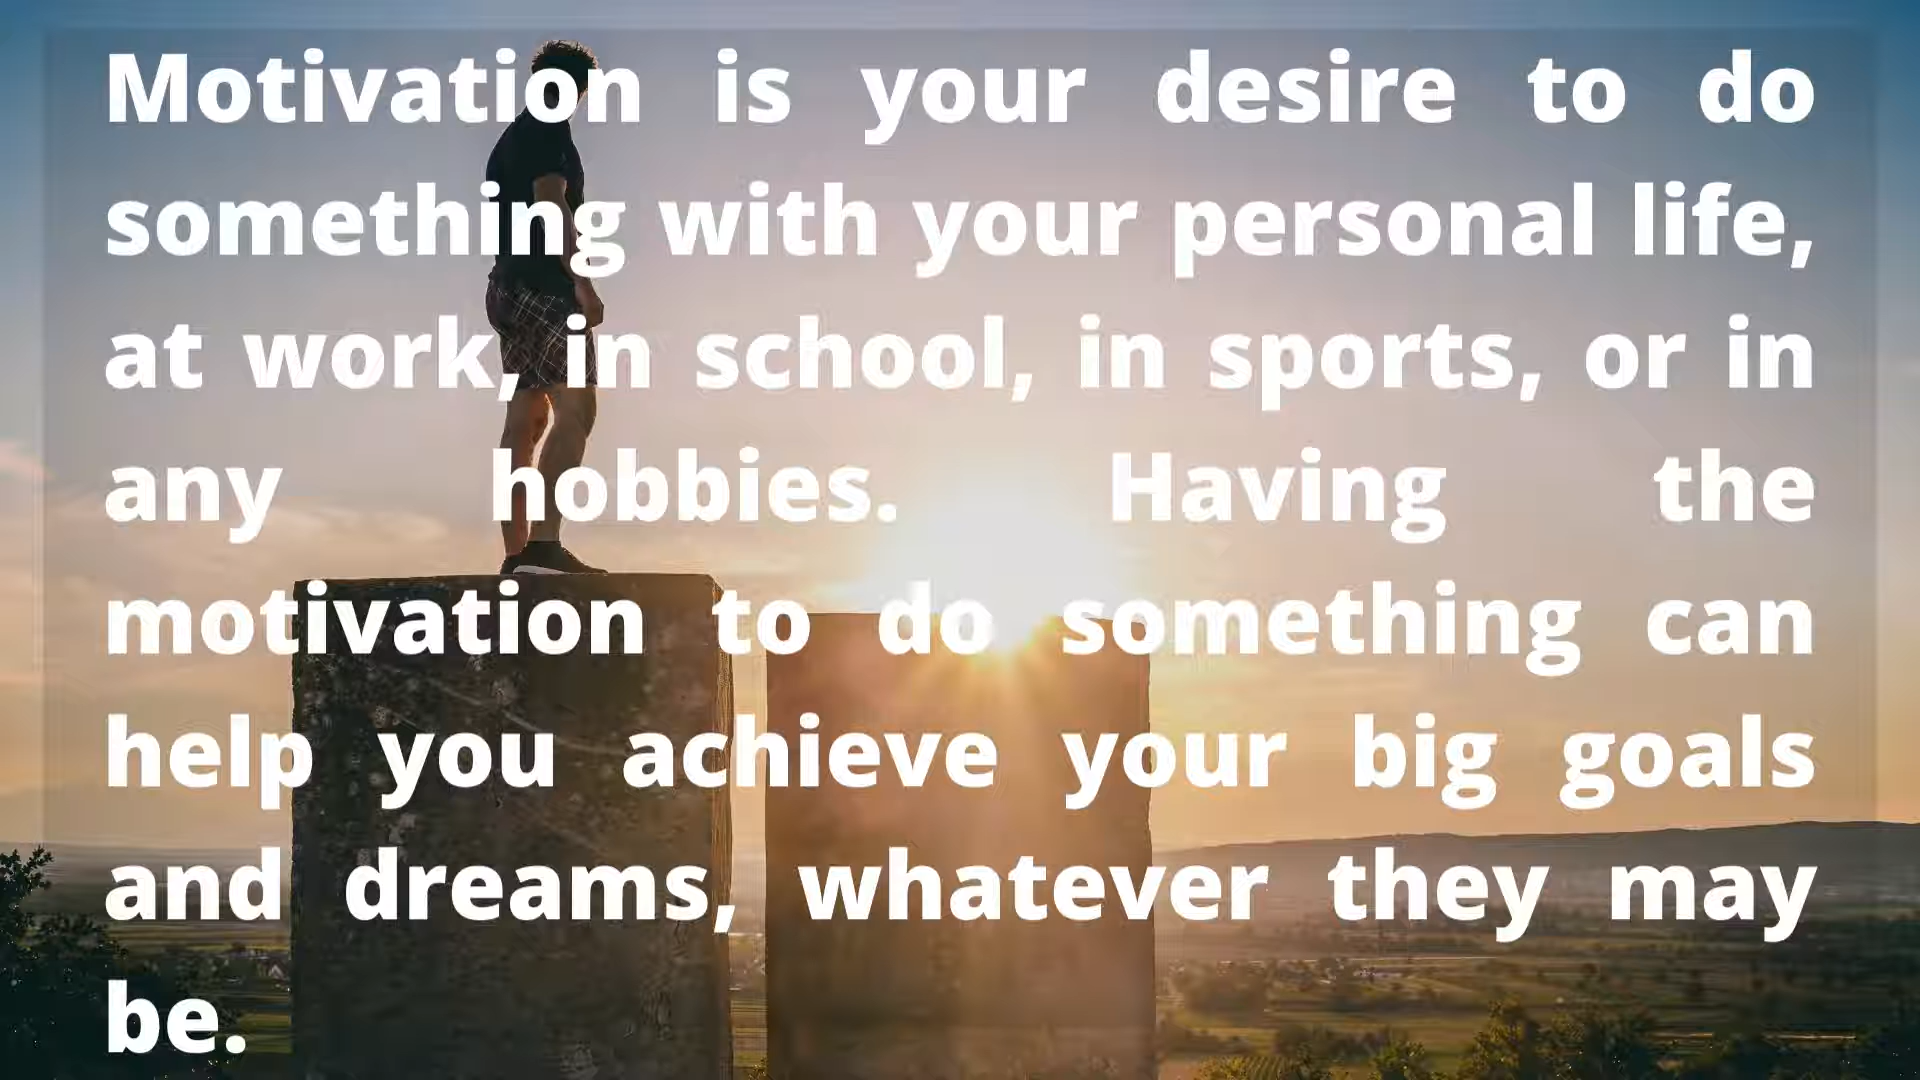 Motivation is your desire to do
something with your personal life,
at work, in school, in sports, or in
any hobbies. Having the
motivation to do something can
help you achieve your big goals
and dreams, whatever they may
be.